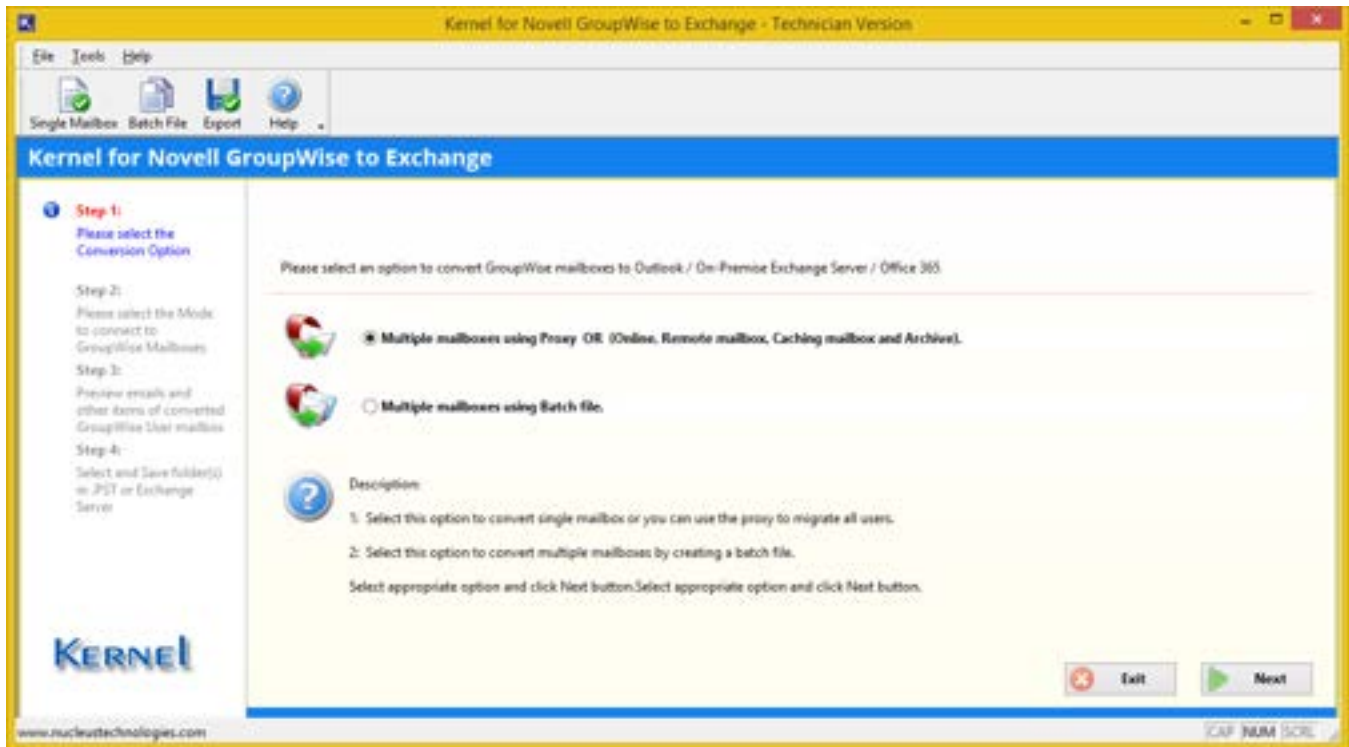 Kernel for Novell GroupWise to Exchange - Technician Version
File Tools Help
Single Mailbox Batch File Export Help
Kernel for Novell GroupWise to Exchange
Step 1:
Please select the
Conversion Option
Step 2:
Please select the Mode
to connect to
GroupWise Mailboxes
Step 3:
Preview emails and
other items of converted
GroupWise User mailbox
Step 4:
Select and Save folder(s)
in .PST or Exchange
Server
KERNEL
Please select an option to convert GroupWise mailboxes to Outlook / On-Premise Exchange Server / Office 365
Multiple mailboxes using Proxy OR (Online, Remote mailbox, Caching mailbox and Archive).
Multiple mailboxes using Batch file.
Description:
1: Select this option to convert single mailbox or you can use the proxy to migrate all users.
2: Select this option to convert multiple mailboxes by creating a batch file.
Select appropriate option and click Next button.Select appropriate option and click Next button.
Exit Next
www.nucleustechnologies.com
CAP NUM SCRL